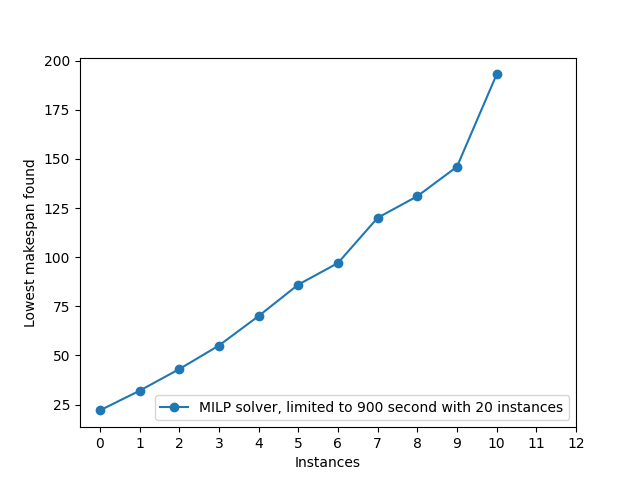 200
175
150
125
100
75
50
25
Lowest makespan found
MILP solver, limited to 900 second with 20 instances
0 1 2 3 4 5 6 7 8 9 10 11 12
Instances